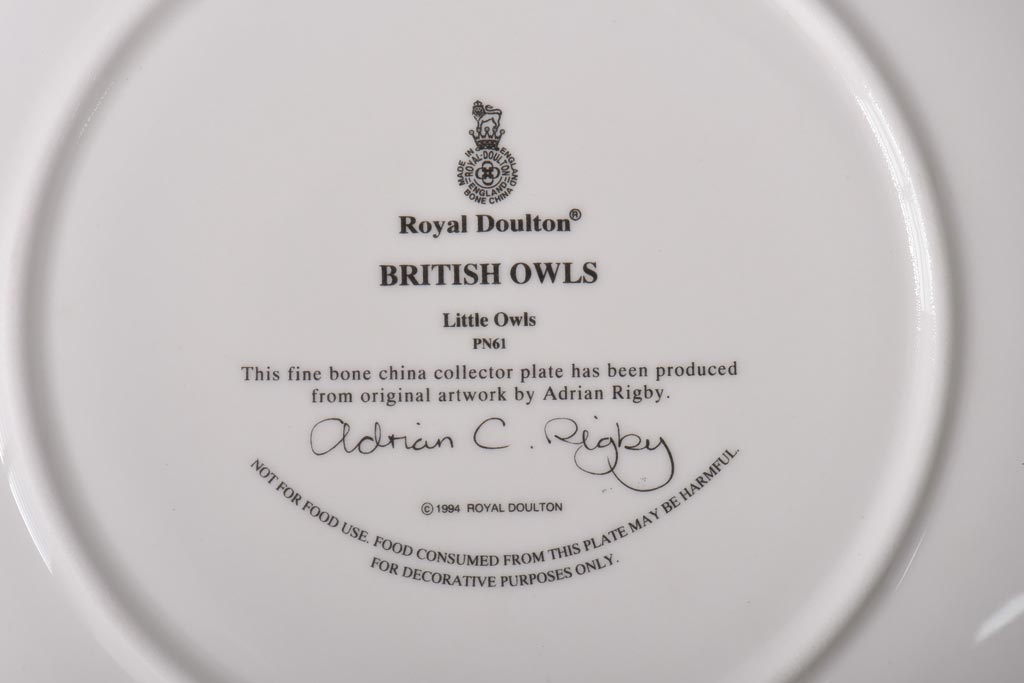 MADE IN ENGLAND
ROYAL-DOULTON
ENGLAND
BONE CHINA
Royal Doulton®
BRITISH OWLS
Little Owls
PN61
This fine bone china collector plate has been produced
from original artwork by Adrian Rigby.
Adrian C. Rigby
© 1994 ROYAL DOULTON
NOT FOR FOOD USE. FOOD CONSUMED FROM THIS PLATE MAY BE HARMFUL.
FOR DECORATIVE PURPOSES ONLY.